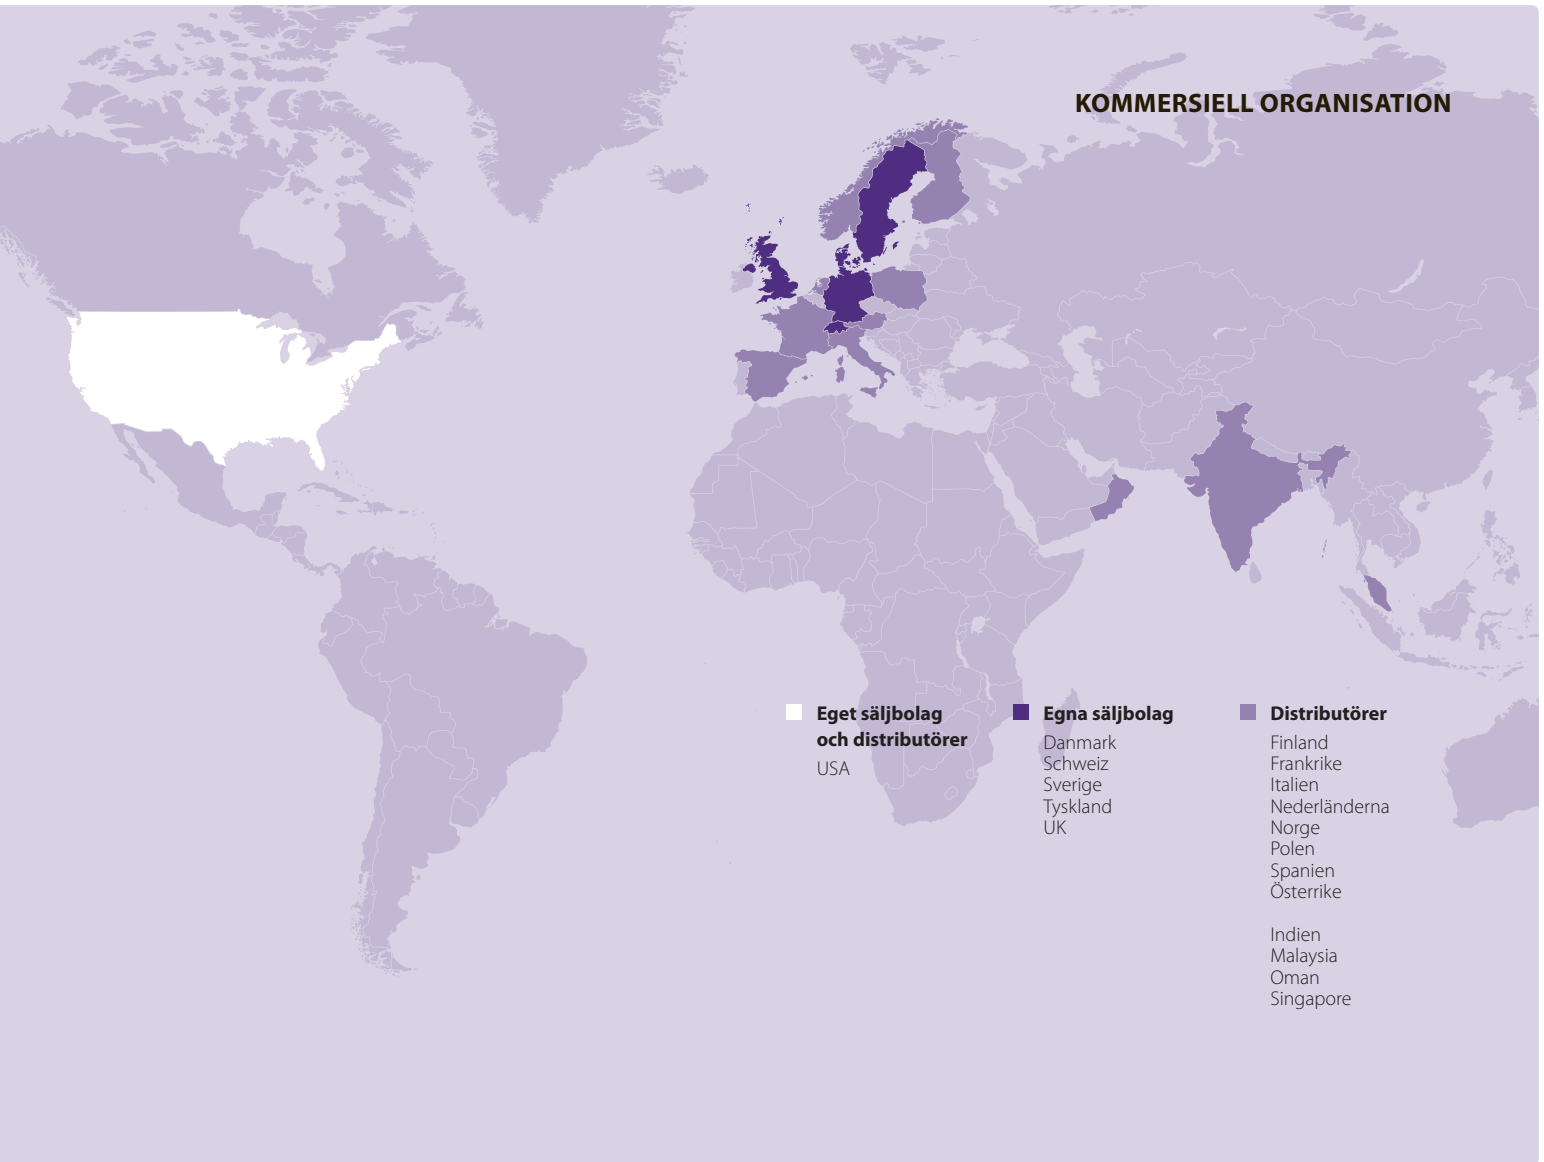 KOMMERSIELL ORGANISATION
Eget säljbolag
och distributörer
USA
Egna säljbolag
Danmark
Schweiz
Sverige
Tyskland
UK
Distributörer
Finland
Frankrike
Italien
Nederländerna
Norge
Polen
Spanien
Österrike
Indien
Malaysia
Oman
Singapore